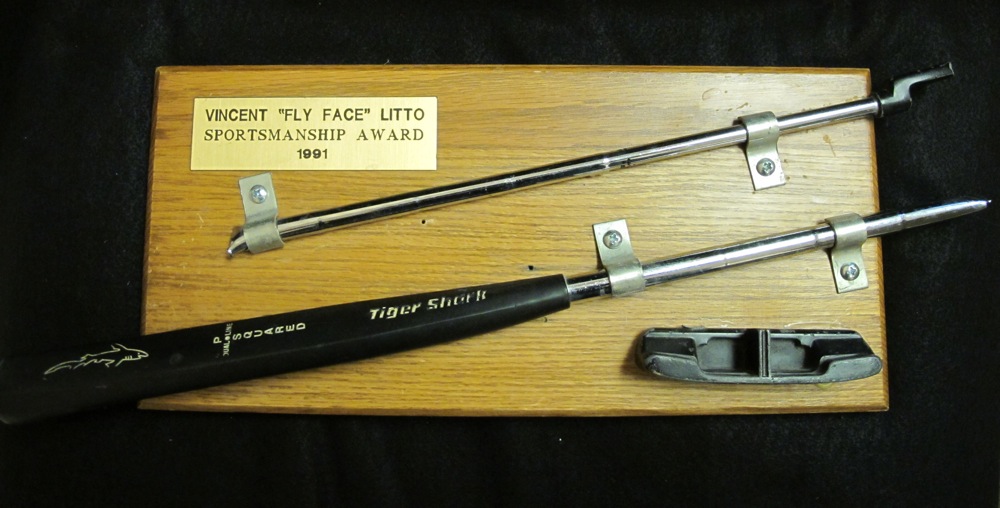 VINCENT "FLY FACE" LITTO
SPORTSMANSHIP AWARD
1991
Tiger Shark
P
SQUARED